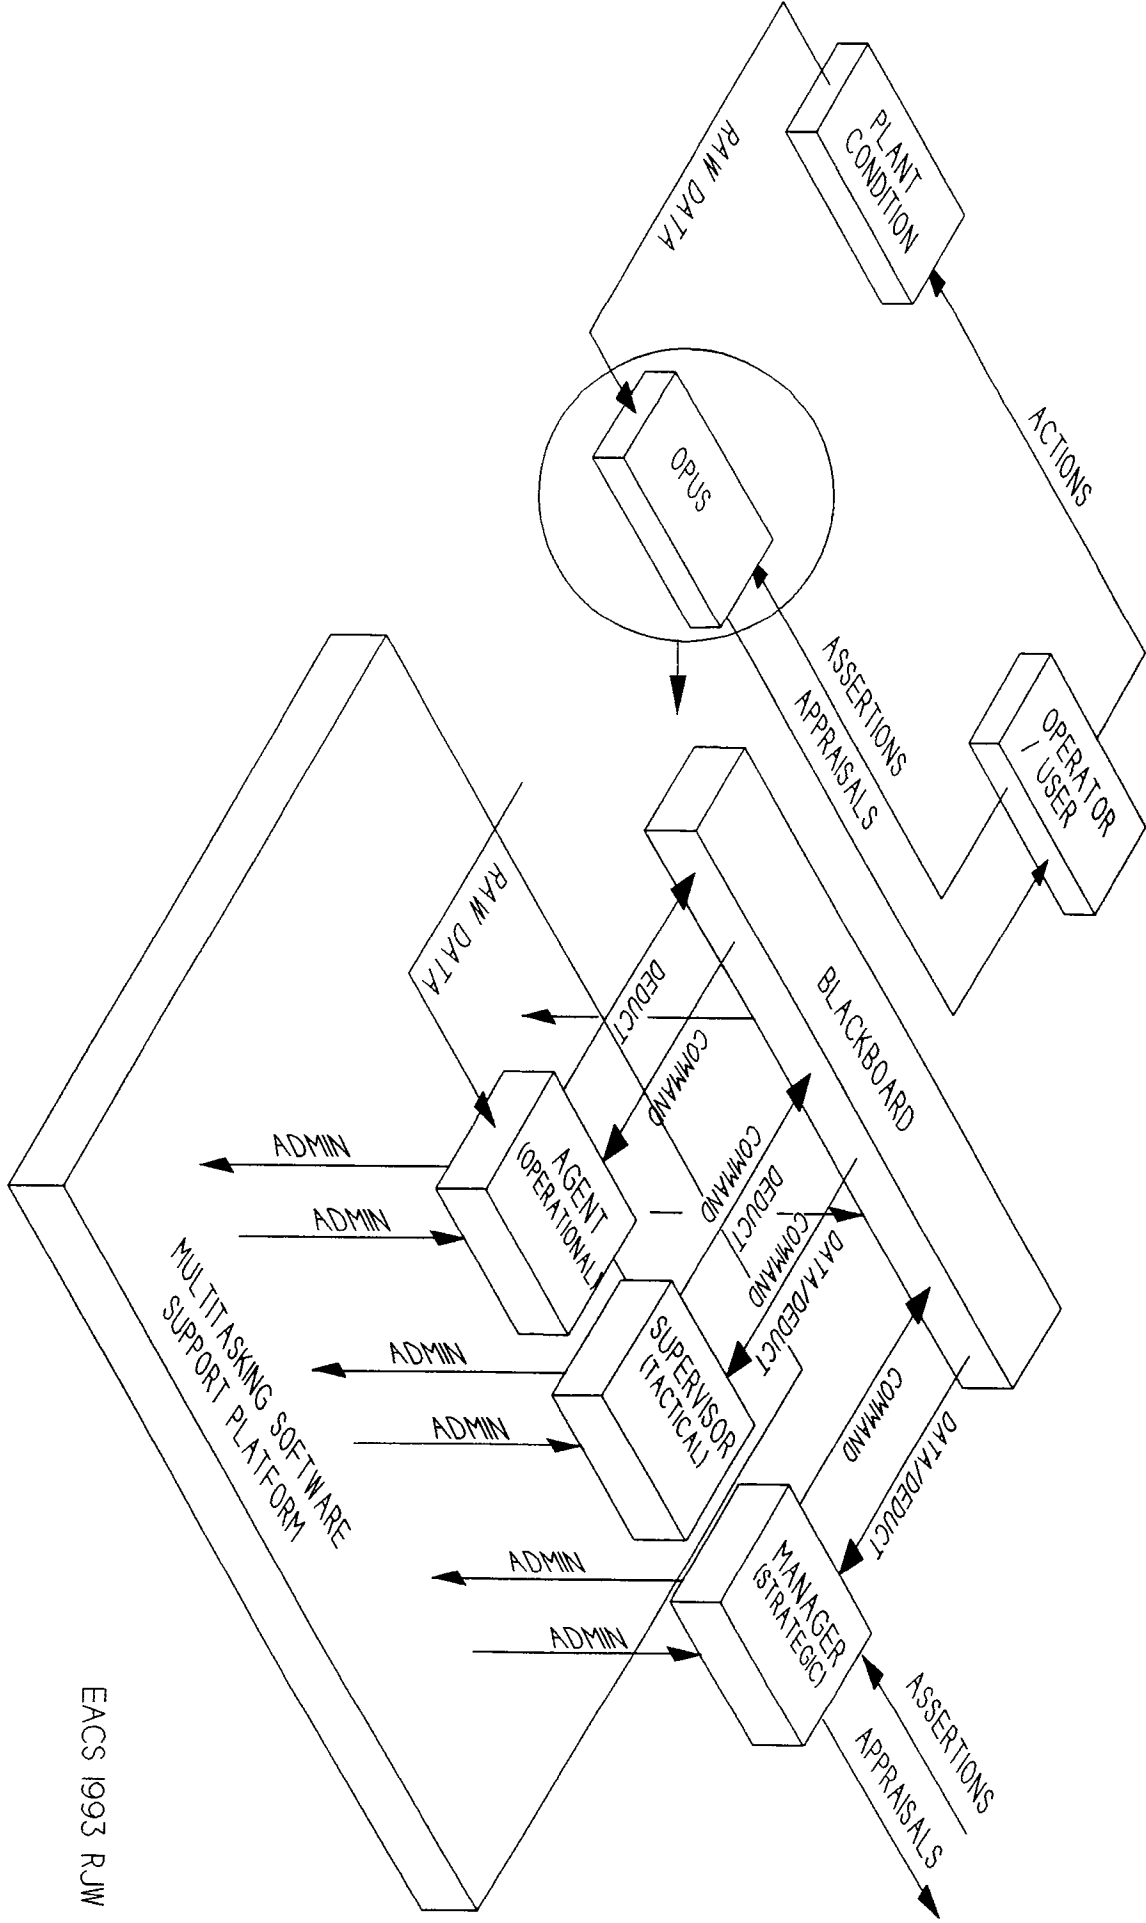 PLANT
CONDITION
RAW DATA
ACTIONS
OPUS
OPERATOR
/ USER
ASSERTIONS
APPRAISALS
BLACKBOARD
RAW DATA
DEDUCT
COMMAND
COMMAND
DEDUCT
COMMAND
DATA/DEDUCT
COMMAND
DATA/DEDUCT
AGENT
(OPERATIONAL)
SUPERVISOR
(TACTICAL)
MANAGER
(STRATEGIC)
ASSERTIONS
APPRAISALS
ADMIN
ADMIN
ADMIN
ADMIN
ADMIN
ADMIN
MULTITASKING SOFTWARE
SUPPORT PLATFORM
EACS 1993 RJW